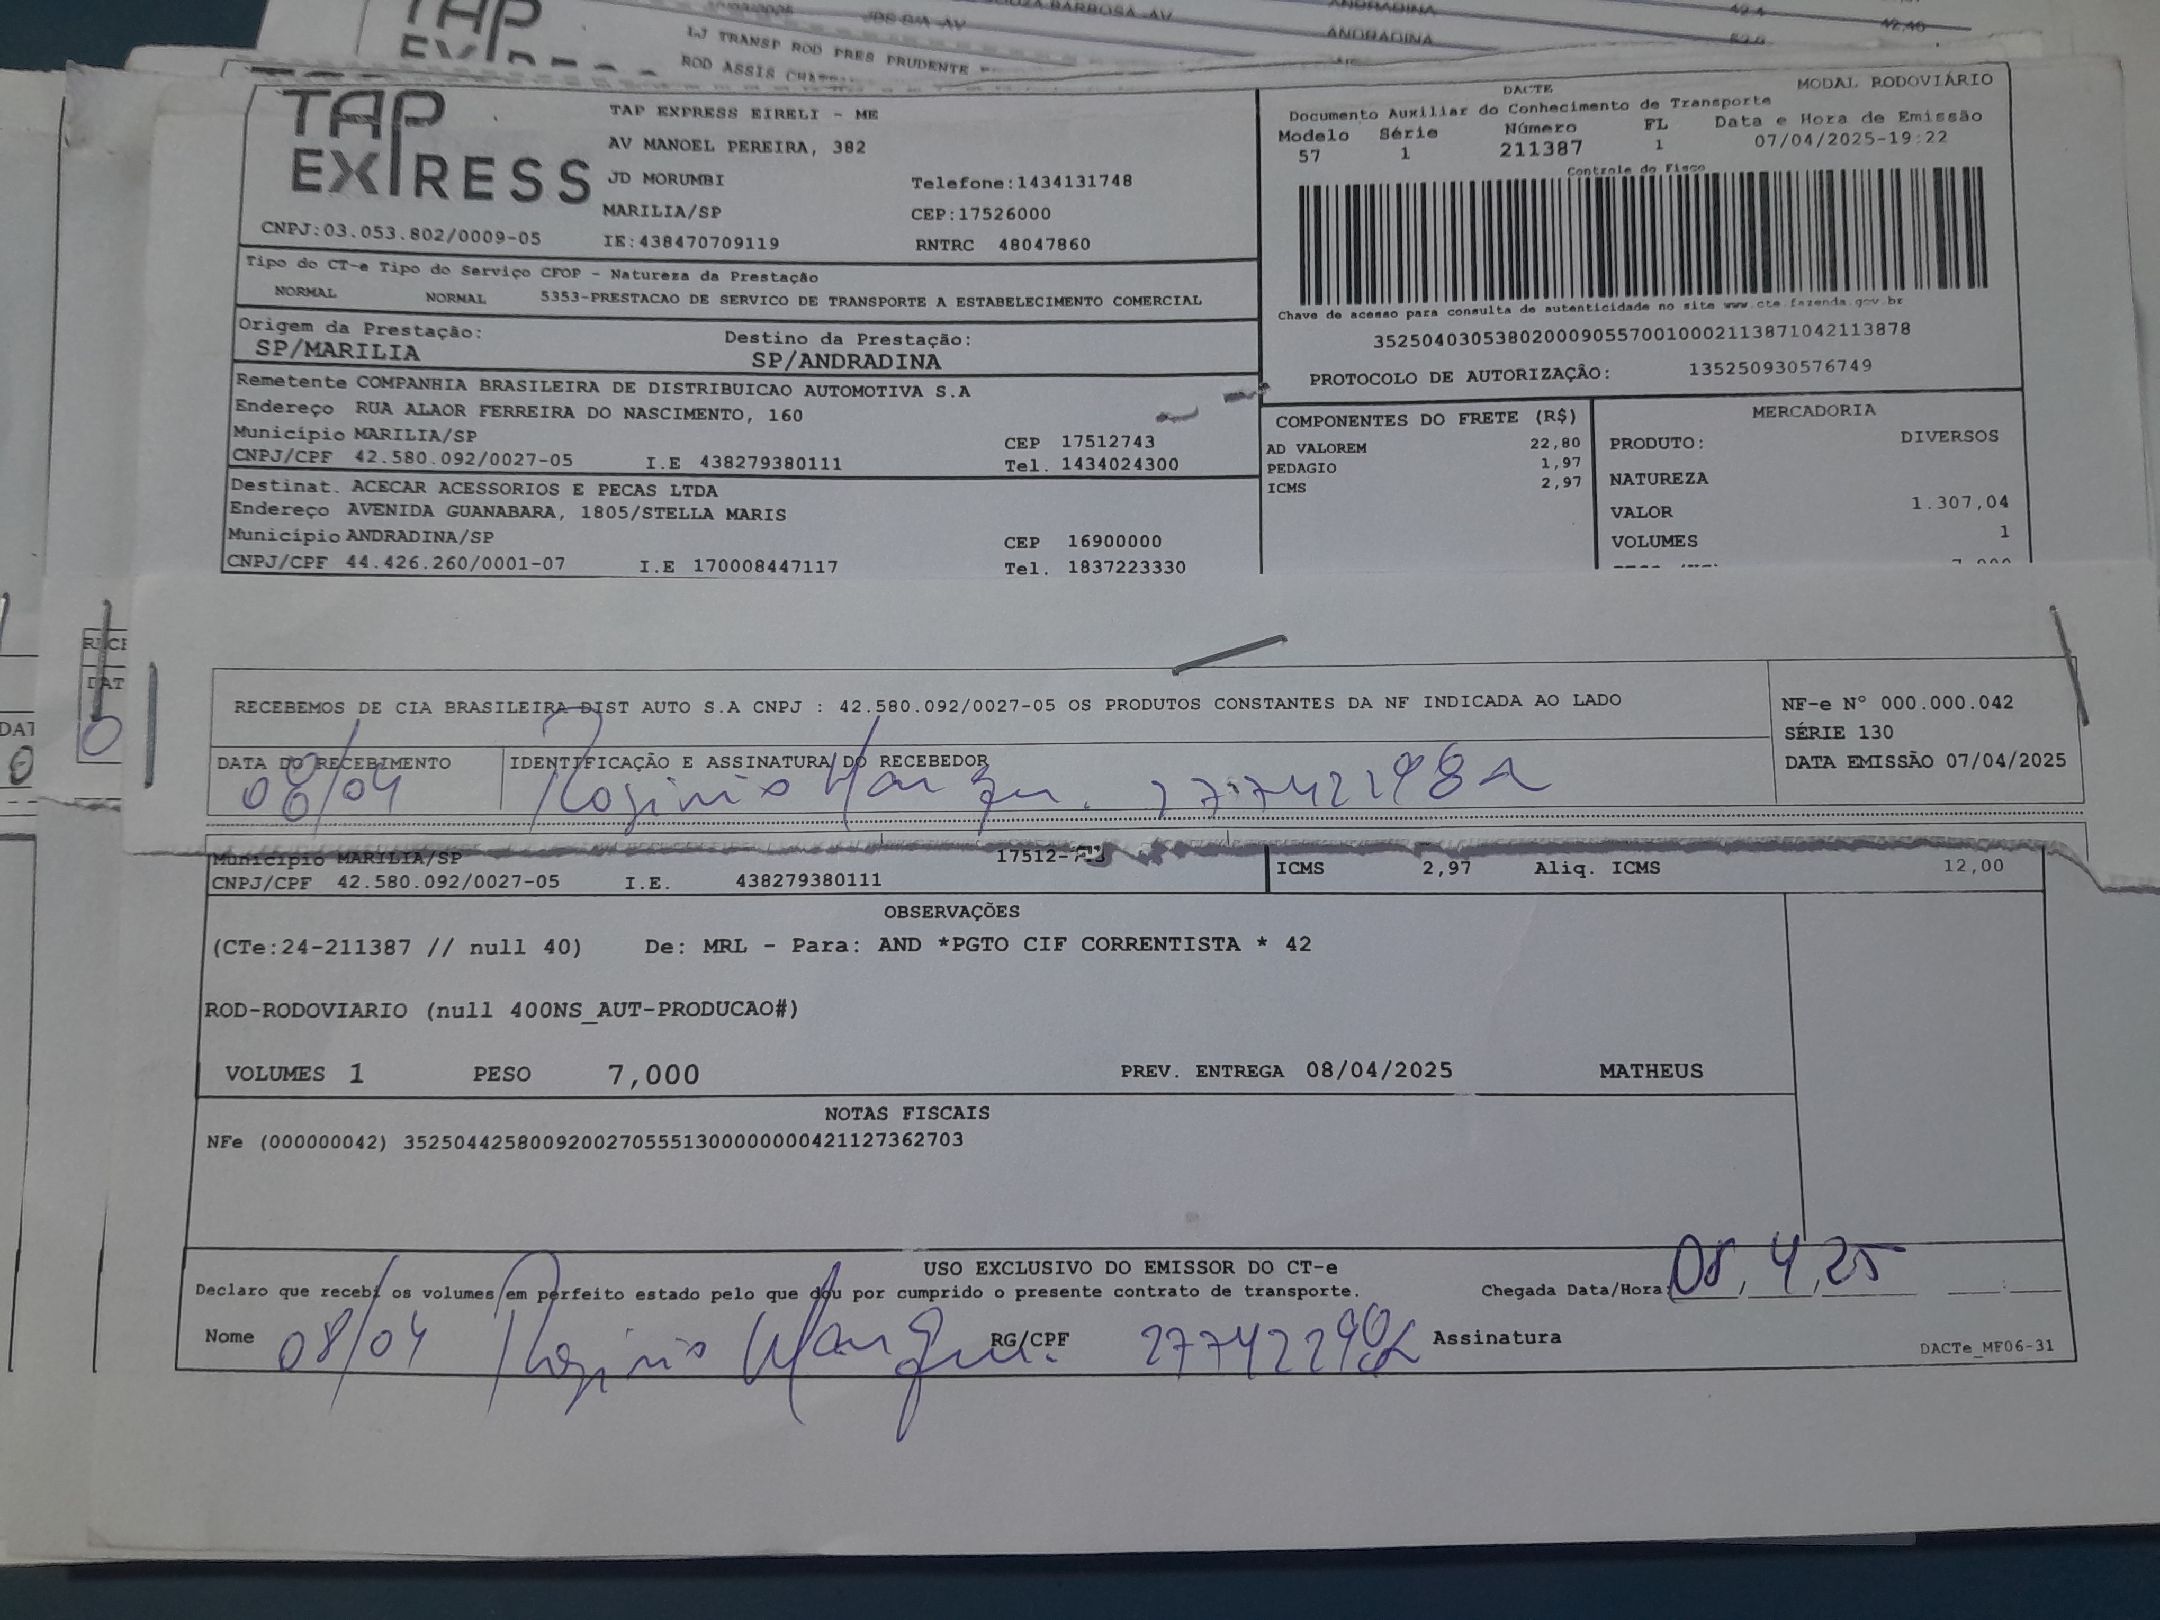 TAP
LJ TRANSP ROD PRES PRUDENTE
ROD ASSIS
ANDRADINA
TAP EXPRESS
TAP EXPRESS EIRELI - ME
AV MANOEL PEREIRA, 382
JD MORUMBI Telefone:1434131748
MARILIA/SP CEP:17526000
CNPJ:03.053.802/0009-05 IE:438470709119 RNTRC 48047860
DACTE MODAL RODOVIÁRIO
Documento Auxiliar do Conhecimento de Transporte
Modelo Série Número FL Data e Hora de Emissão
57 1 211387 1 07/04/2025-19:22
Controle do Fisco
Chave de acesso para consulta de autenticidade no site www.cte.fazenda.gov.br
35250403053802000905570010002113871042113878
PROTOCOLO DE AUTORIZAÇÃO: 135250930576749
Tipo do CT-e Tipo do Serviço CFOP - Natureza da Prestação
NORMAL NORMAL 5353-PRESTACAO DE SERVICO DE TRANSPORTE A ESTABELECIMENTO COMERCIAL
Origem da Prestação: Destino da Prestação:
SP/MARILIA SP/ANDRADINA
Remetente COMPANHIA BRASILEIRA DE DISTRIBUICAO AUTOMOTIVA S.A
Endereço RUA ALAOR FERREIRA DO NASCIMENTO, 160
Município MARILIA/SP CEP 17512743
CNPJ/CPF 42.580.092/0027-05 I.E 438279380111 Tel. 1434024300
Destinat. ACECAR ACESSORIOS E PECAS LTDA
Endereço AVENIDA GUANABARA, 1805/STELLA MARIS
Município ANDRADINA/SP CEP 16900000
CNPJ/CPF 44.426.260/0001-07 I.E 170008447117 Tel. 1837223330
COMPONENTES DO FRETE (R$)
AD VALOREM 22,80
PEDAGIO 1,97
ICMS 2,97
MERCADORIA
PRODUTO: DIVERSOS
NATUREZA
VALOR 1.307,04
VOLUMES 1
RECEBEMOS DE CIA BRASILEIRA DIST AUTO S.A CNPJ : 42.580.092/0027-05 OS PRODUTOS CONSTANTES DA NF INDICADA AO LADO
NF-e Nº 000.000.042
SÉRIE 130
DATA EMISSÃO 07/04/2025
DATA DO RECEBIMENTO IDENTIFICAÇÃO E ASSINATURA DO RECEBEDOR
08/04
Município MARILIA/SP
CNPJ/CPF 42.580.092/0027-05 I.E. 438279380111
ICMS 2,97 Aliq. ICMS 12,00
OBSERVAÇÕES
(CTe:24-211387 // null 40) De: MRL - Para: AND *PGTO CIF CORRENTISTA * 42
ROD-RODOVIARIO (null 400NS_AUT-PRODUCAO#)
VOLUMES 1 PESO 7,000 PREV. ENTREGA 08/04/2025 MATHEUS
NOTAS FISCAIS
NFe (000000042) 35250442580092002705551300000000421127362703
USO EXCLUSIVO DO EMISSOR DO CT-e
Declaro que recebi os volumes em perfeito estado pelo que dou por cumprido o presente contrato de transporte. Chegada Data/Hora: 08/4/25
Nome 08/04 RG/CPF Assinatura
DACTe_MF06-31